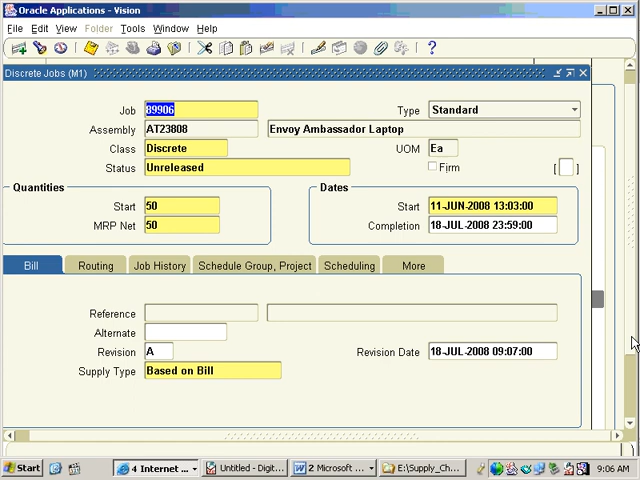 Oracle Applications - Vision
File Edit View Folder Tools Window Help
Discrete Jobs (M1)
Job 89906 Type Standard
Assembly AT23808 Envoy Ambassador Laptop
Class Discrete UOM Ea
Status Unreleased Firm [ ]
Quantities Dates
Start 50 Start 11-JUN-2008 13:03:00
MRP Net 50 Completion 18-JUL-2008 23:59:00
Bill Routing Job History Schedule Group, Project Scheduling More
Reference
Alternate
Revision A Revision Date 18-JUL-2008 09:07:00
Supply Type Based on Bill
Start 4 Internet ... Untitled - Digit... 2 Microsoft ... E:\Supply_Ch... 9:06 AM